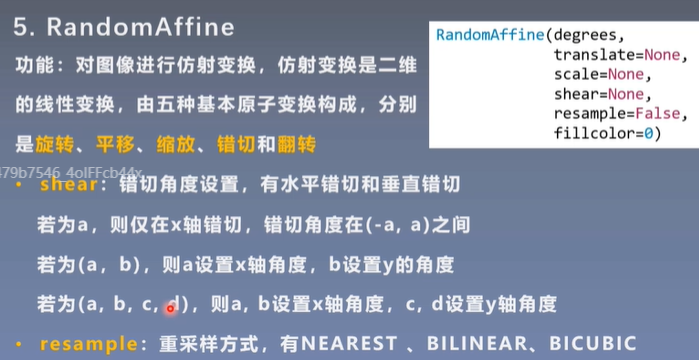 5. RandomAffine
功能：对图像进行仿射变换，仿射变换是二维
的线性变换，由五种基本原子变换构成，分别
是旋转、平移、缩放、错切和翻转
RandomAffine(degrees,
translate=None,
scale=None,
shear=None,
resample=False,
fillcolor=0)
479b7546_4olFFcb44x
• shear：错切角度设置，有水平错切和垂直错切
若为a，则仅在x轴错切，错切角度在(-a, a)之间
若为(a, b)，则a设置x轴角度，b设置y的角度
若为(a, b, c, d)，则a, b设置x轴角度，c, d设置y轴角度
• resample：重采样方式，有NEAREST 、BILINEAR、BICUBIC